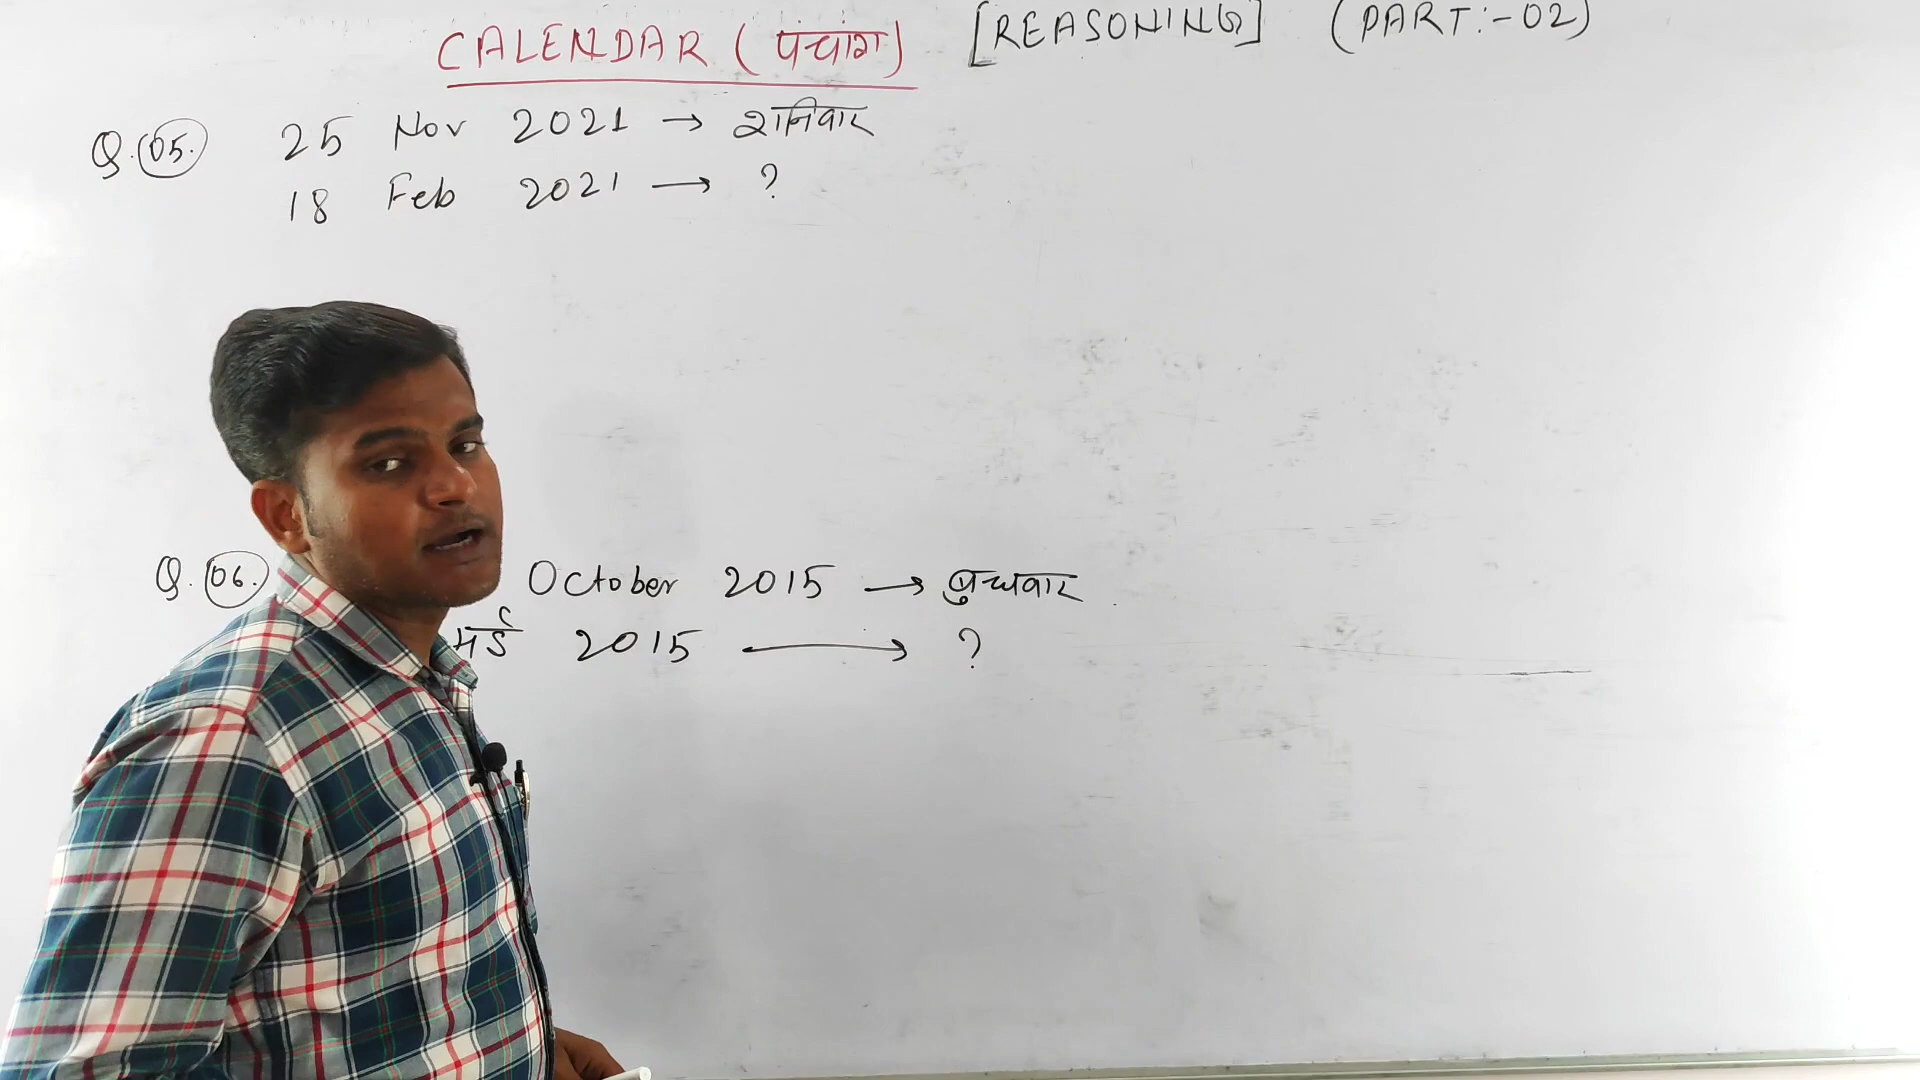 CALENDAR (पंचांग) [REASONING] (PART:-02)
Q.05. 25 Nov 2021 → शनिवार
18 Feb 2021 → ?
Q.06. October 2015 → बुधवार
मई 2015 → ?